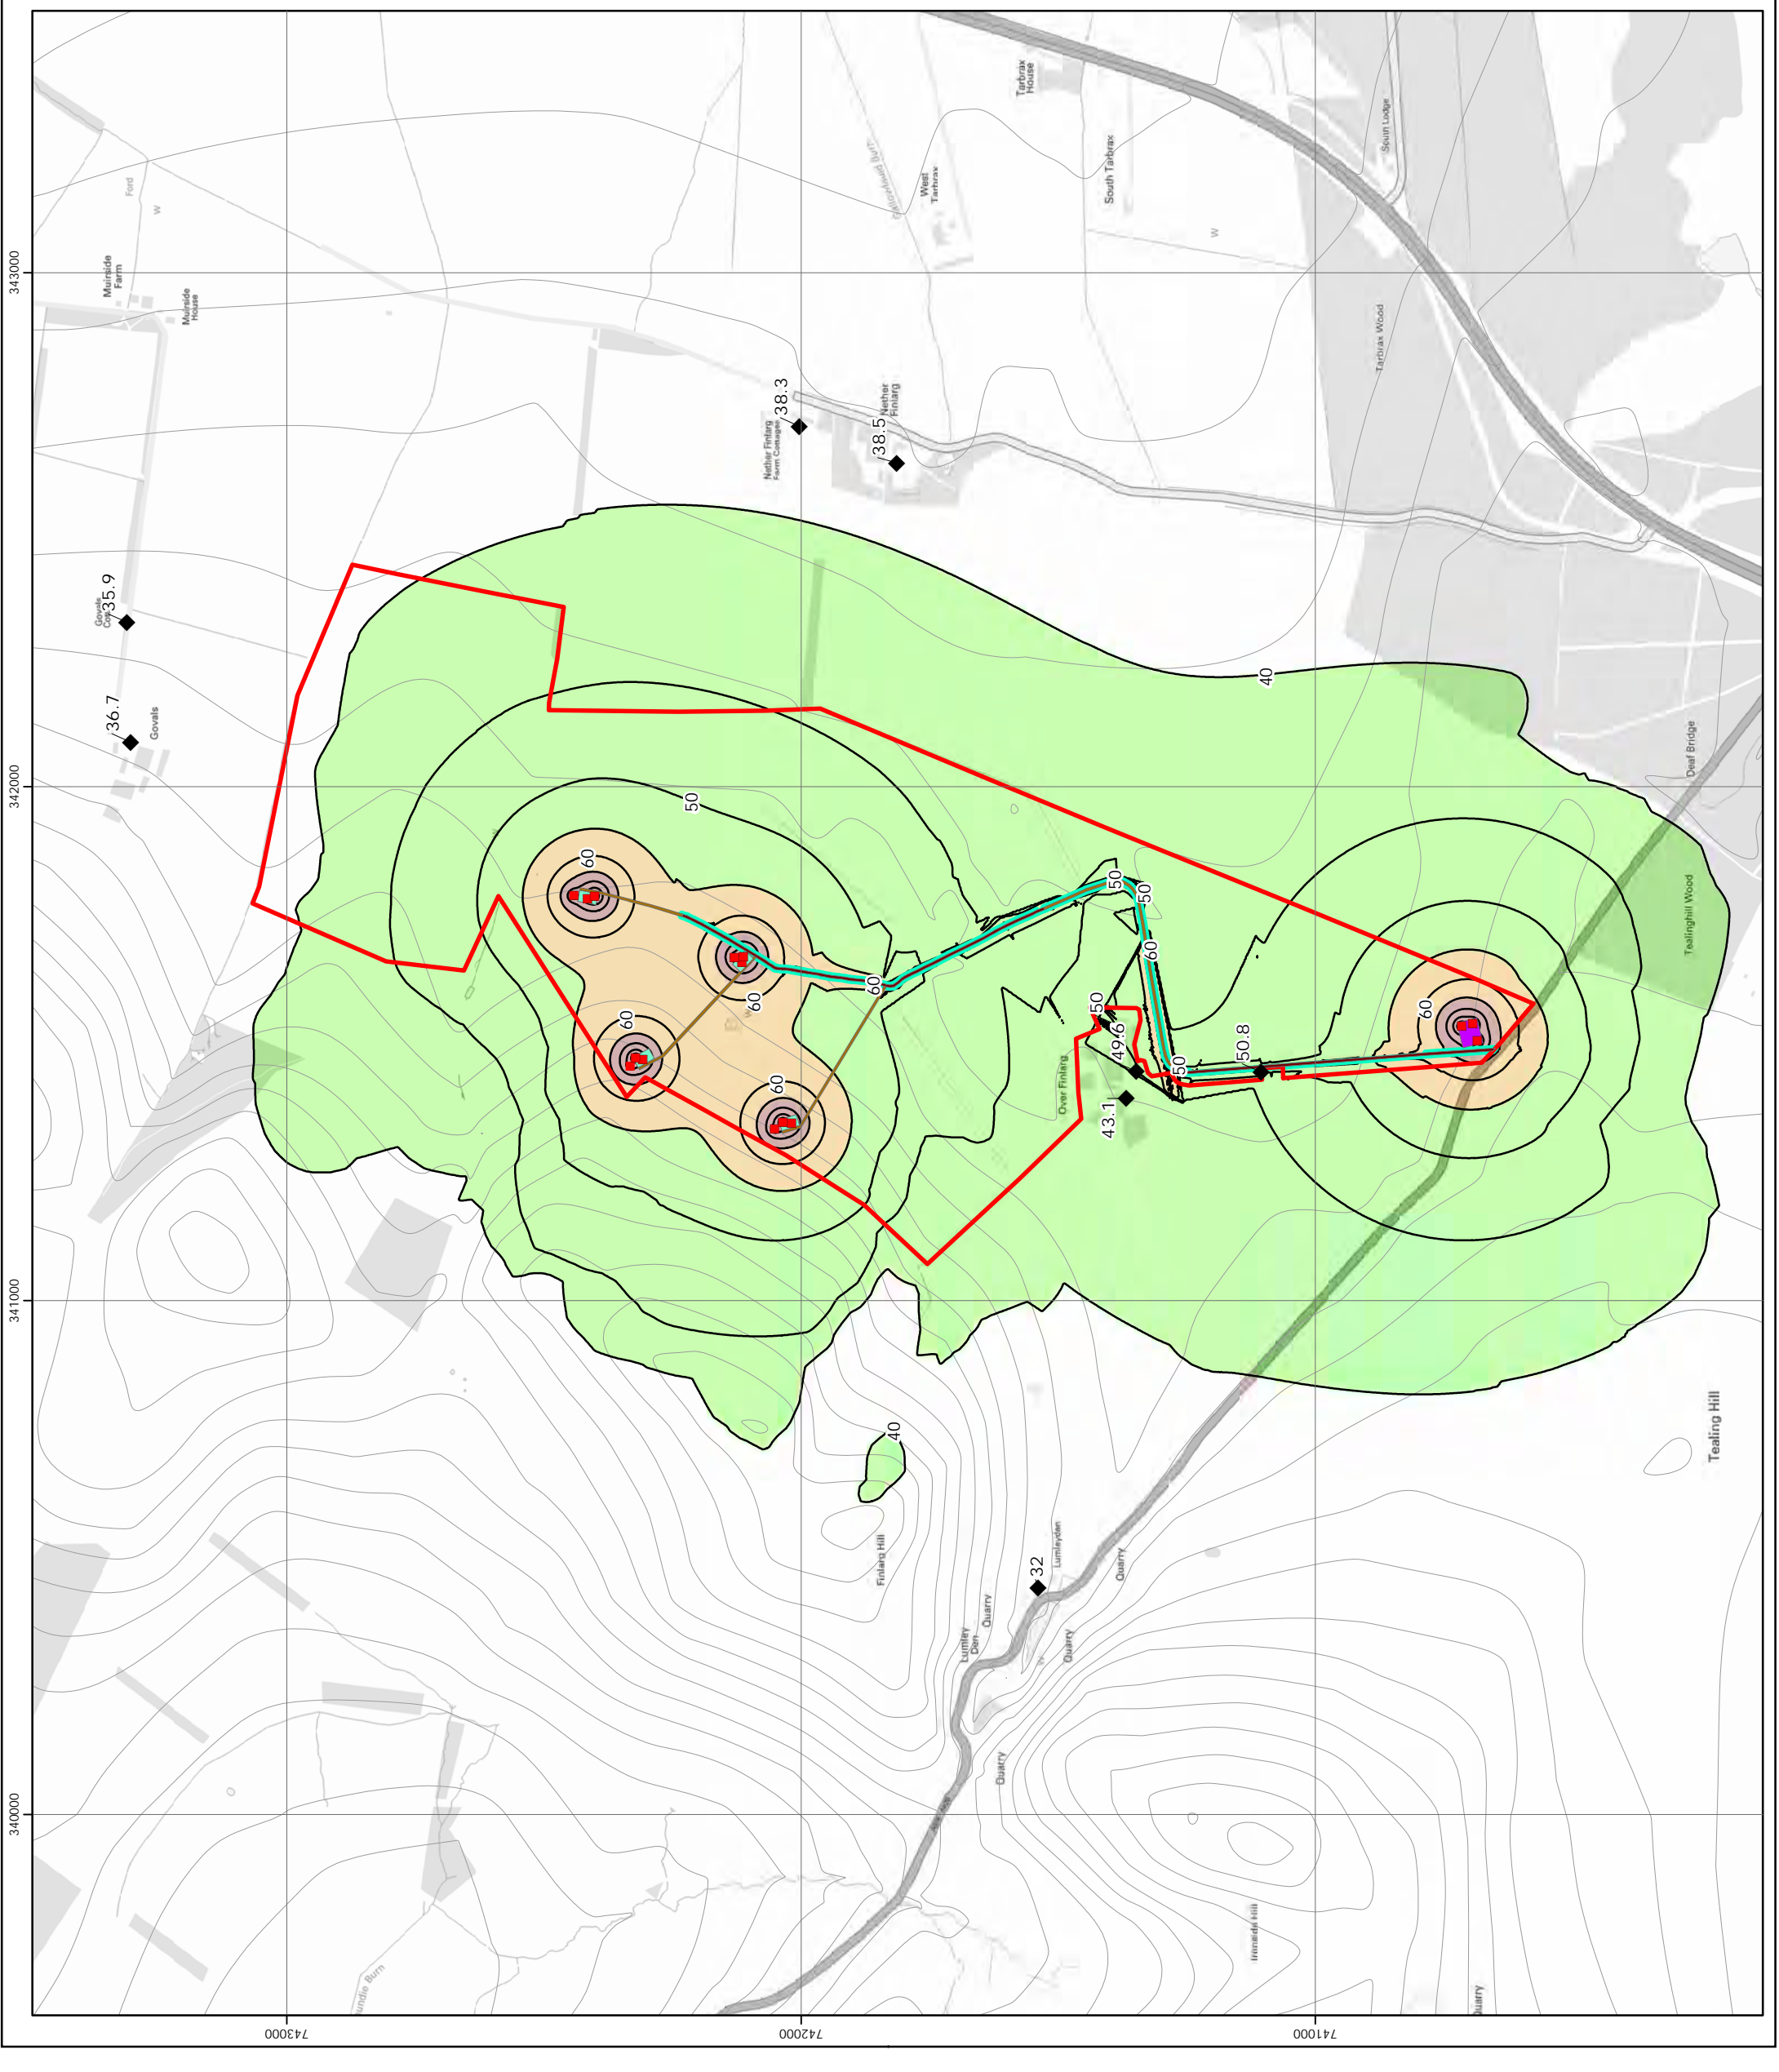 343000
342000
341000
340000
743000
742000
741000
Ford
W
Muirside
Farm
Muirside
House
Tarbrax
House
South Lodge
South Tarbrax
West
Tarbrax
W
Tarbrax Wood
38.3
Nether Finlarg
Farm Cottages
38.5
Nether
Finlarg
35.9
Govals
36.7
Govals
40
Deaf Bridge
Tealinghill Wood
50
60
60
60
60
60
W
W
50
50
60
50
49.6
50
50.8
43.1
Over Finlarg
60
40
Finlarg Hill
32
Lumleyden
Quarry
Quarry
Lumley
Den
Quarry
W
Quarry
Tealing Hill
Ironside Hill
Quarry